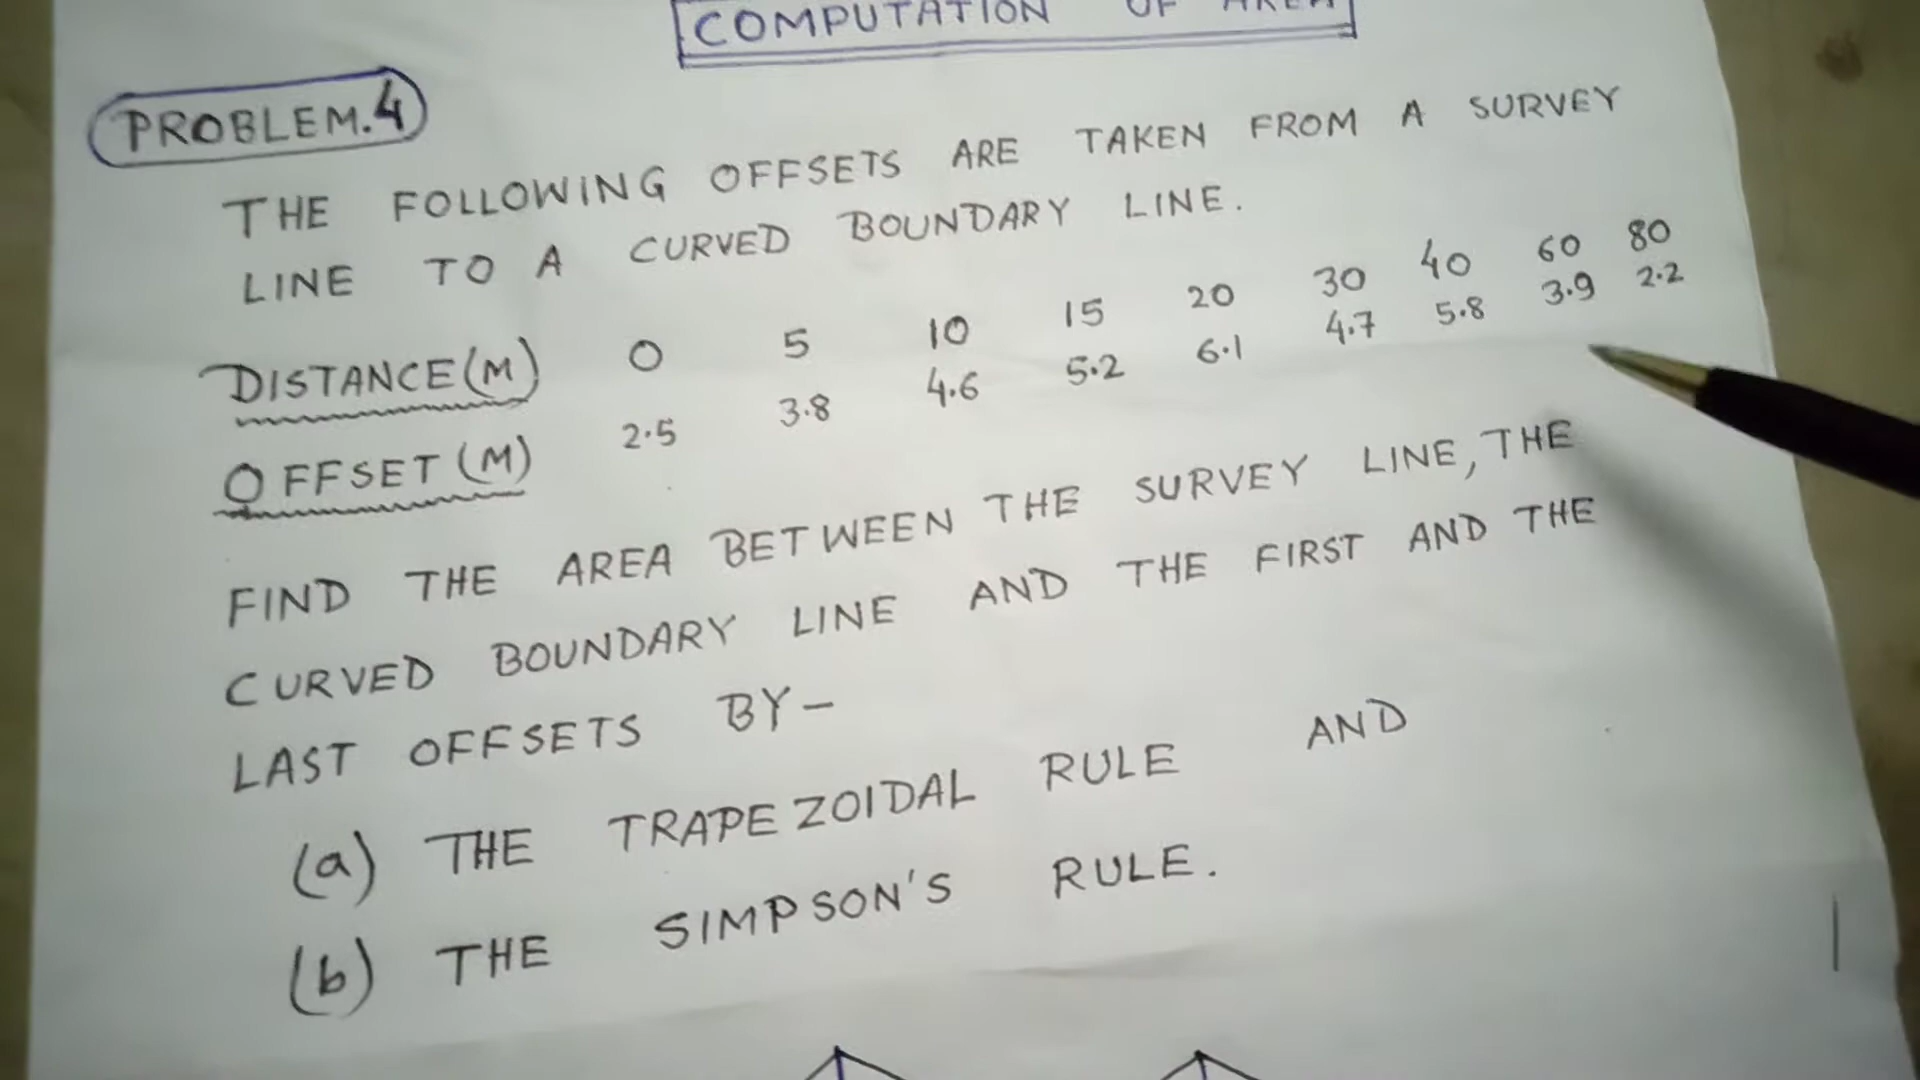 COMPUTATION OF AREA
PROBLEM.4
THE FOLLOWING OFFSETS ARE TAKEN FROM A SURVEY
LINE TO A CURVED BOUNDARY LINE.
DISTANCE(M) 0 5 10 15 20 30 40 60 80
OFFSET(M) 2.5 3.8 4.6 5.2 6.1 4.7 5.8 3.9 2.2
FIND THE AREA BETWEEN THE SURVEY LINE, THE
CURVED BOUNDARY LINE AND THE FIRST AND THE
LAST OFFSETS BY-
(a) THE TRAPEZOIDAL RULE AND
(b) THE SIMPSON'S RULE.